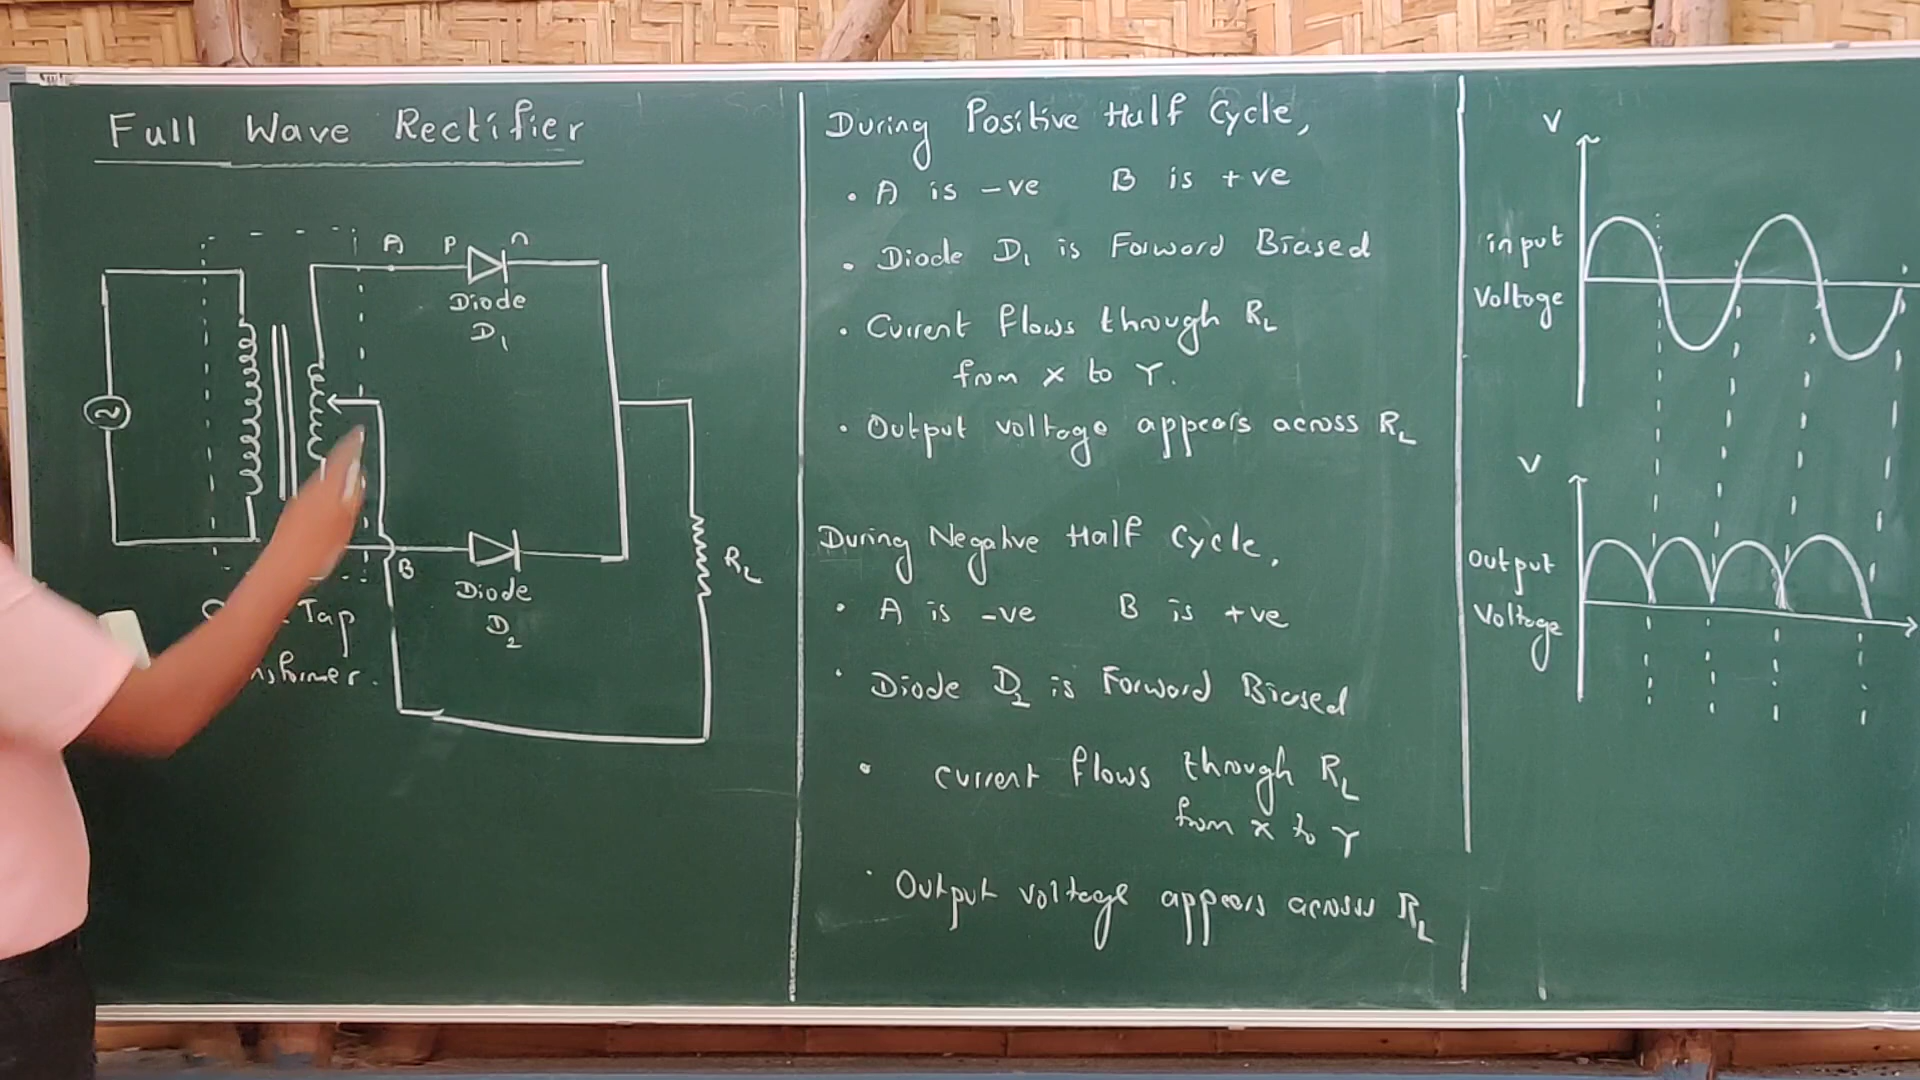 Full Wave Rectifier
A P n
Diode
D1
~
B
Diode
D2
RL
Tap
During Positive Half Cycle,
. A is -ve B is +ve
. Diode D1 is Forward Biased
. Current flows through RL
from X to Y.
. Output voltage appears across RL
During Negative Half Cycle,
. A is -ve B is +ve
. Diode D2 is Forward Biased
. current flows through RL
from X to Y
. Output voltage appears across RL
V
input
Voltage
V
output
Voltage